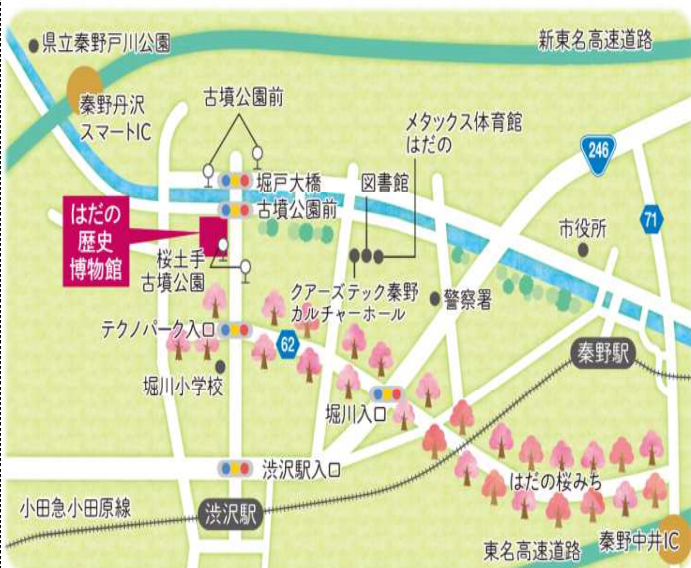 県立秦野戸川公園
新東名高速道路
秦野丹沢
スマートIC
古墳公園前
メタックス体育館
はだの
246
堀戸大橋
図書館
古墳公園前
71
はだの
歴史
博物館
市役所
桜土手
古墳公園
クアーズテック秦野
カルチャーホール
警察署
テクノパーク入口
62
秦野駅
堀川小学校
堀川入口
渋沢駅入口
はだの桜みち
小田急小田原線
渋沢駅
東名高速道路
秦野中井IC